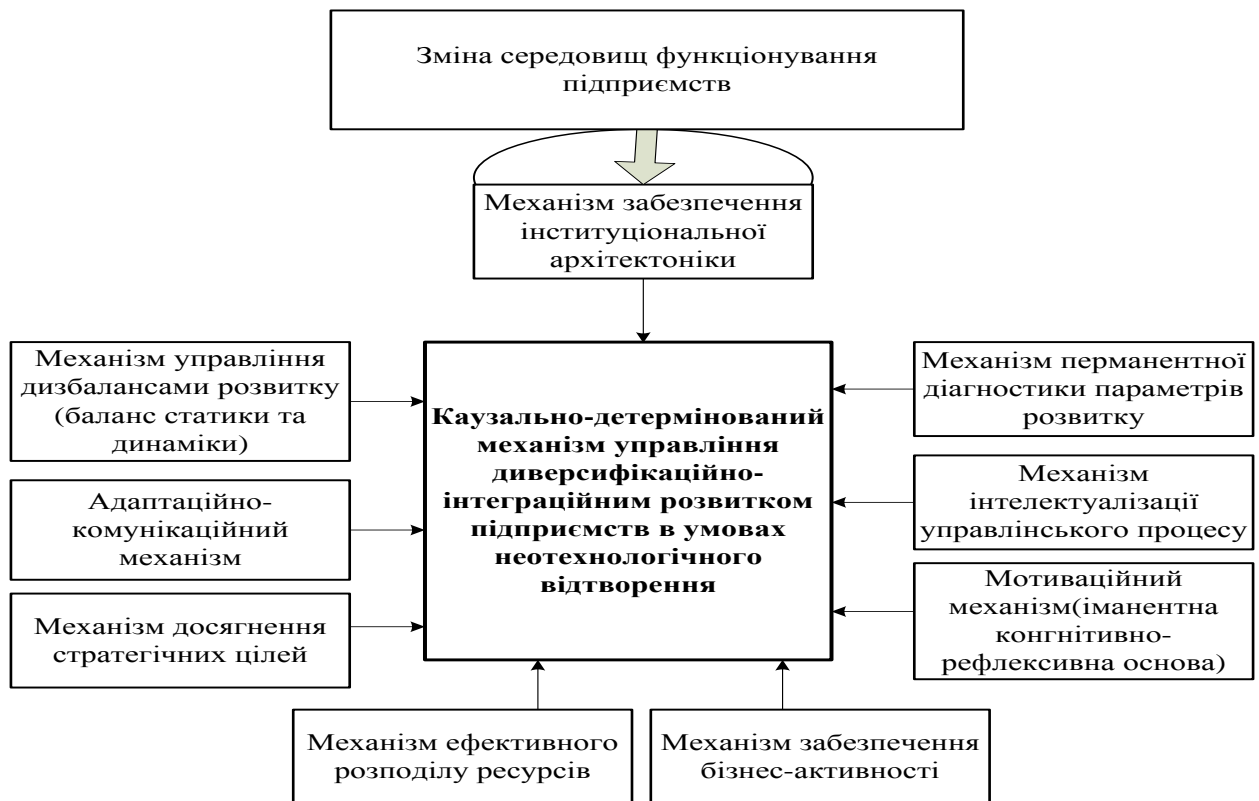 Зміна середовищ функціонування
підприємств
Механізм забезпечення
інституціональної
архітектоніки
Механізм управління
дизбалансами розвитку
(баланс статики та
динаміки)
Адаптаційно-
комунікаційний
механізм
Механізм досягнення
стратегічних цілей
Каузально-детермінований
механізм управління
диверсифікаційно-
інтеграційним розвитком
підприємств в умовах
неотехнологічного
відтворення
Механізм перманентної
діагностики параметрів
розвитку
Механізм
інтелектуалізації
управлінського процесу
Мотиваційний
механізм(іманентна
конгнітивно-
рефлексивна основа)
Механізм ефективного
розподілу ресурсів
Механізм забезпечення
бізнес-активності